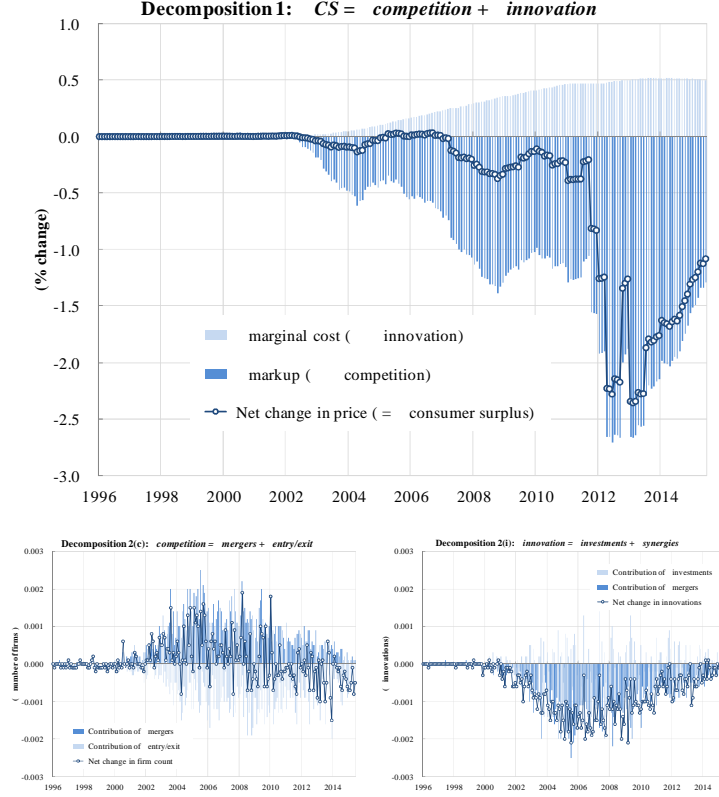 Decomposition 1: CS = competition + innovation
1.0
0.5
0.0
-0.5
-1.0
-1.5
-2.0
-2.5
-3.0
(% change)
marginal cost ( innovation)
markup ( competition)
Net change in price ( = consumer surplus)
1996 1998 2000 2002 2004 2006 2008 2010 2012 2014
Decomposition 2(c): competition = mergers + entry/exit
0.003
0.002
0.001
0.000
-0.001
-0.002
-0.003
( number of firms )
Contribution of mergers
Contribution of entry/exit
Net change in firm count
1996 1998 2000 2002 2004 2006 2008 2010 2012 2014
Decomposition 2(i): innovation = investments + synergies
0.003
0.002
0.001
0.000
-0.001
-0.002
-0.003
( innovations)
Contribution of investments
Contribution of mergers
Net change in innovations
1996 1998 2000 2002 2004 2006 2008 2010 2012 2014